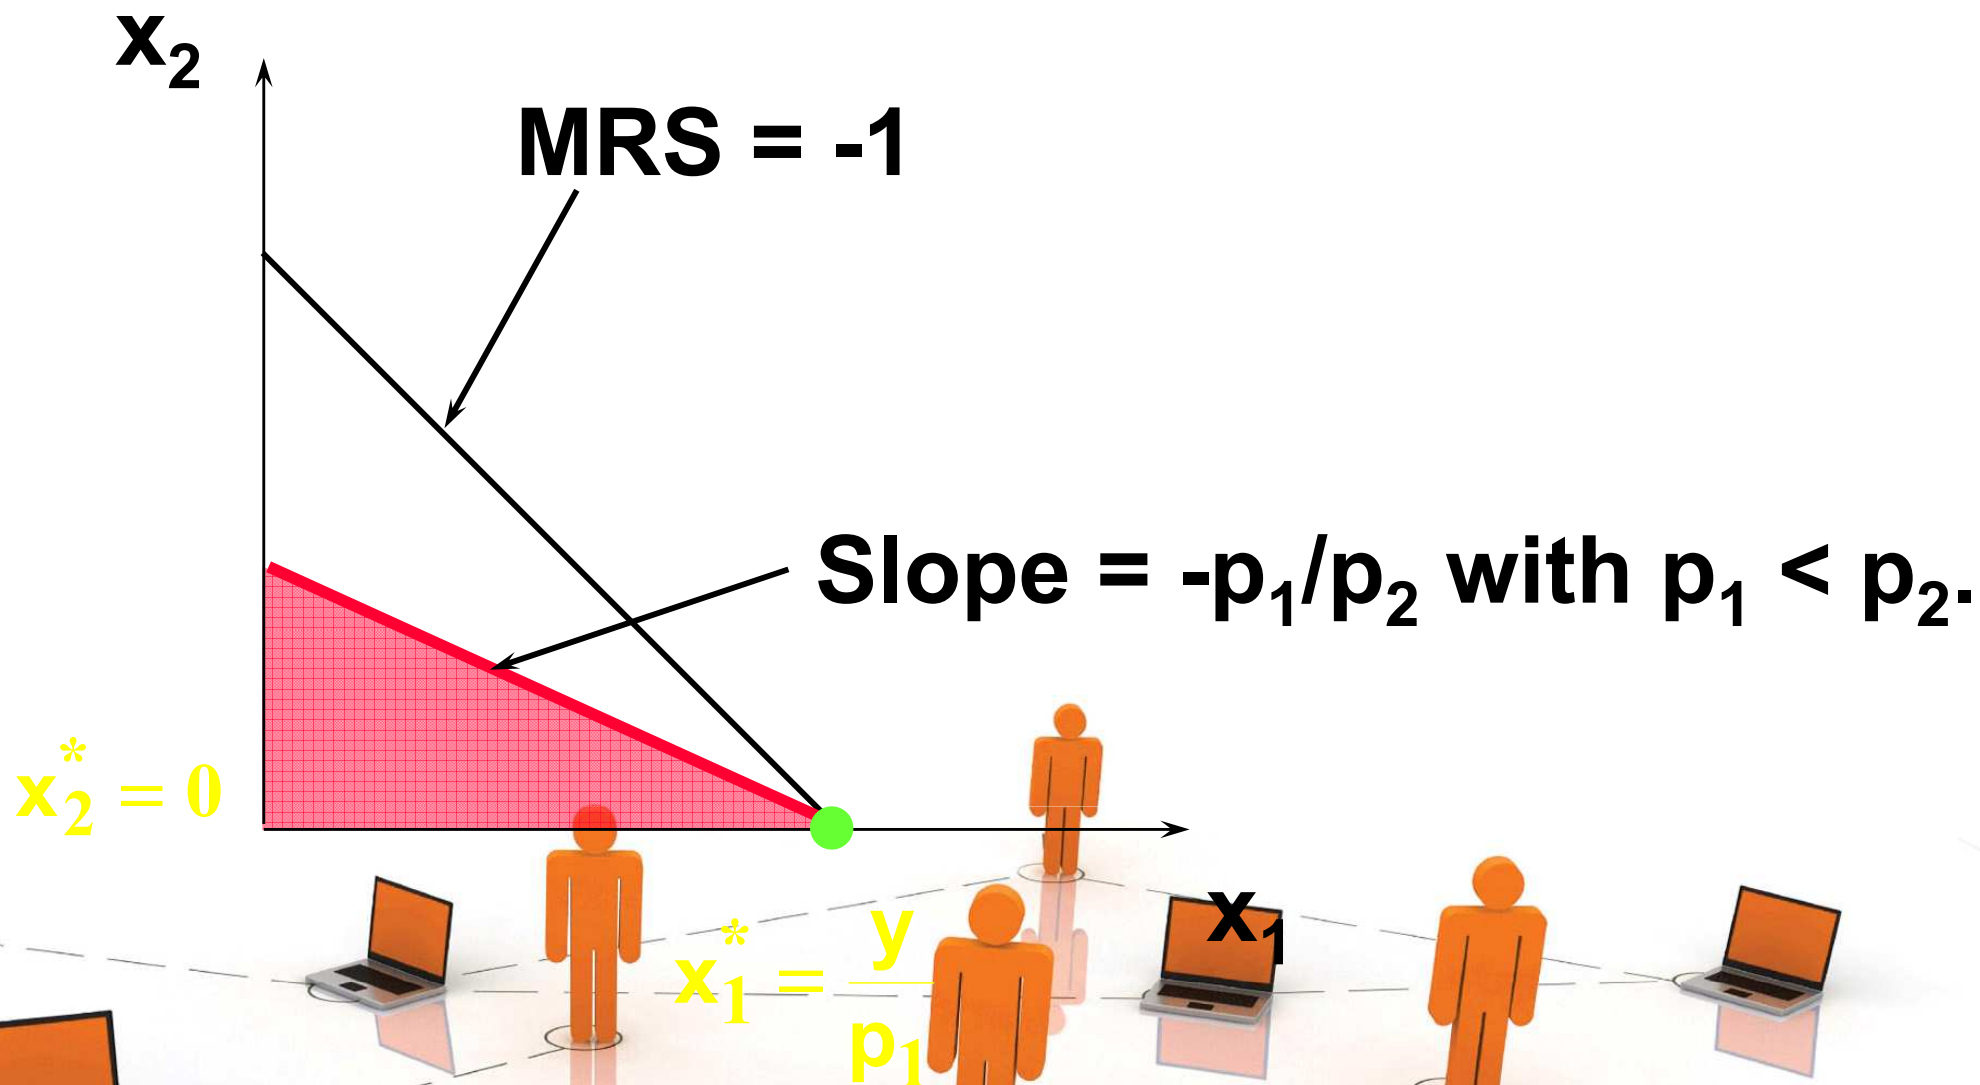 x₂
MRS = -1
Slope = -p₁/p₂ with p₁ < p₂.
x₂* = 0
x₁
x₁* = y/p₁